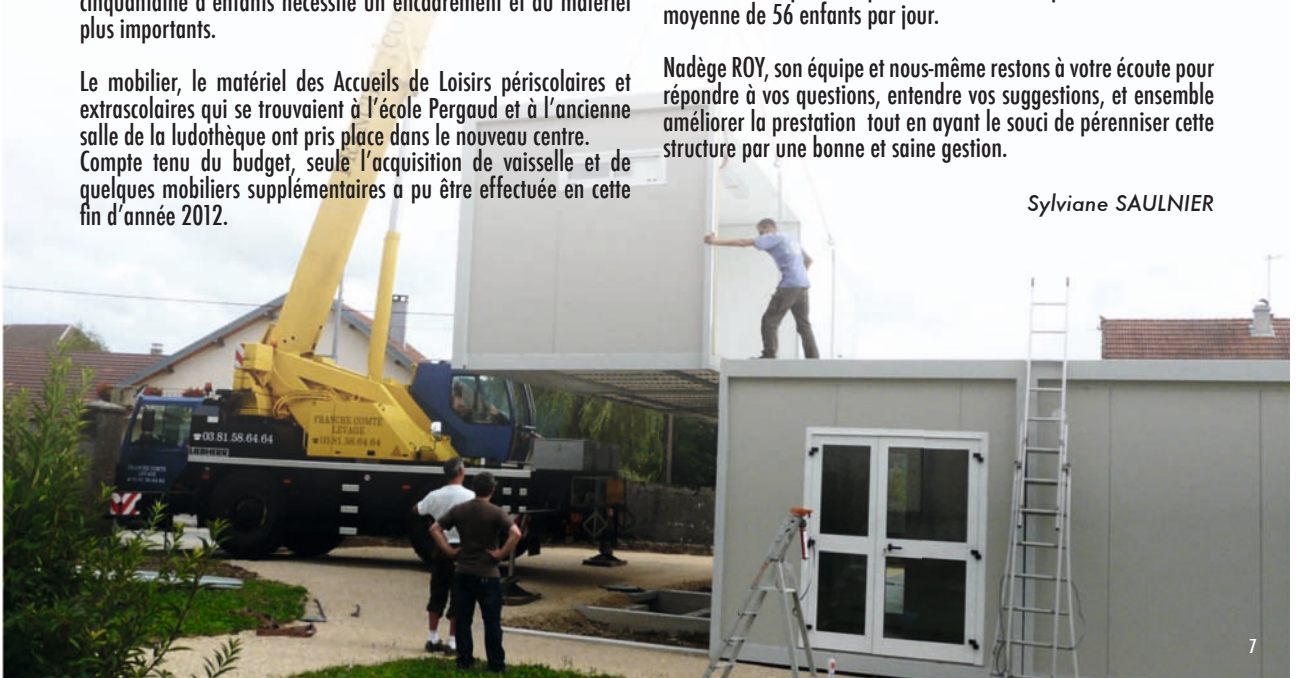 cinquantaine d'enfants nécessite un encadrement et du matériel
plus importants.
Le mobilier, le matériel des Accueils de Loisirs périscolaires et
extrascolaires qui se trouvaient à l'école Pergaud et à l'ancienne
salle de la ludothèque ont pris place dans le nouveau centre.
Compte tenu du budget, seule l'acquisition de vaisselle et de
quelques mobiliers supplémentaires a pu être effectuée en cette
fin d'année 2012.
moyenne de 56 enfants par jour.
Nadège ROY, son équipe et nous-même restons à votre écoute pour
répondre à vos questions, entendre vos suggestions, et ensemble
améliorer la prestation tout en ayant le souci de pérenniser cette
structure par une bonne et saine gestion.
Sylviane SAULNIER
FRANCHE COMTE
LEVAGE
☎03.81.58.64.64
☎03.81.58.64.64
LIEBHERR
7